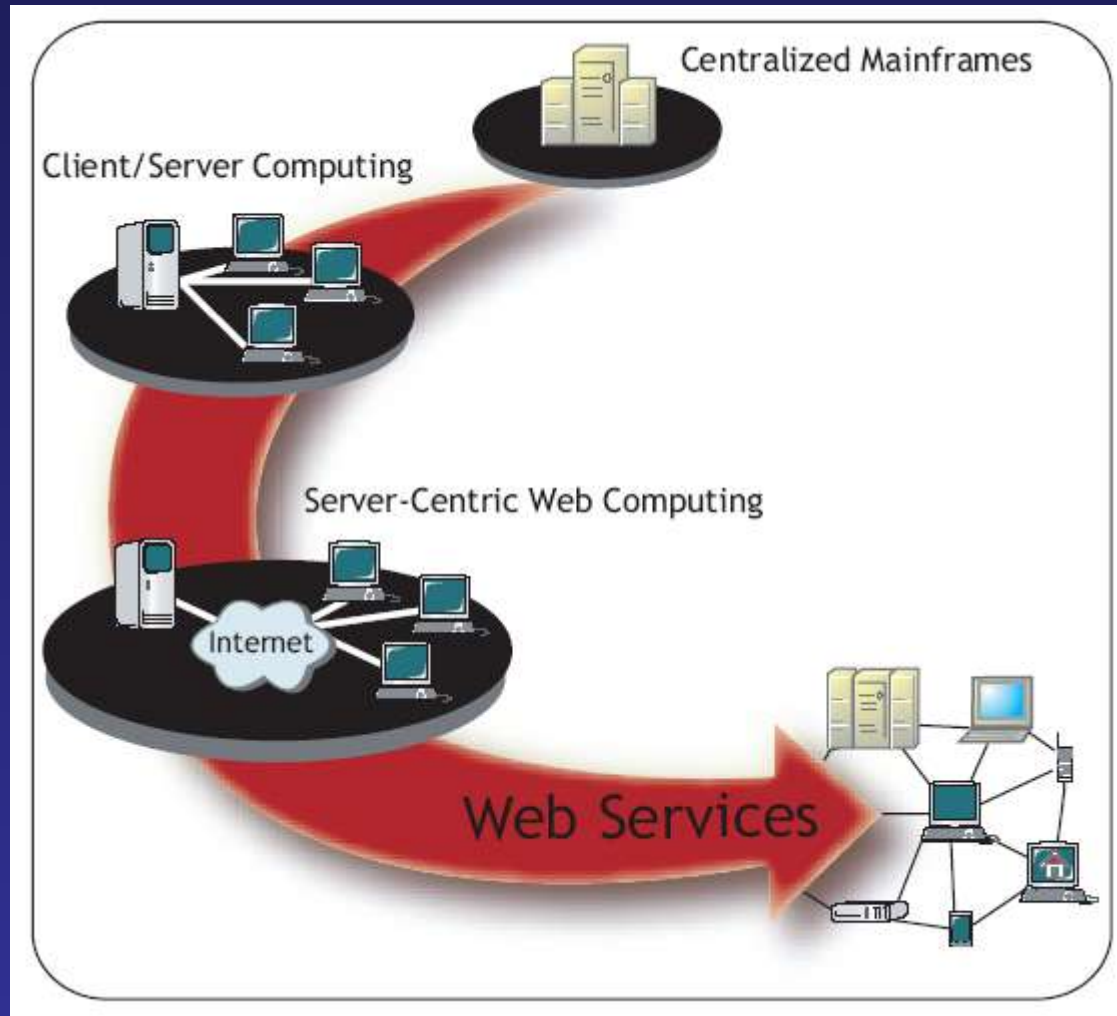 Centralized Mainframes
Client/Server Computing
Server-Centric Web Computing
Internet
Web Services